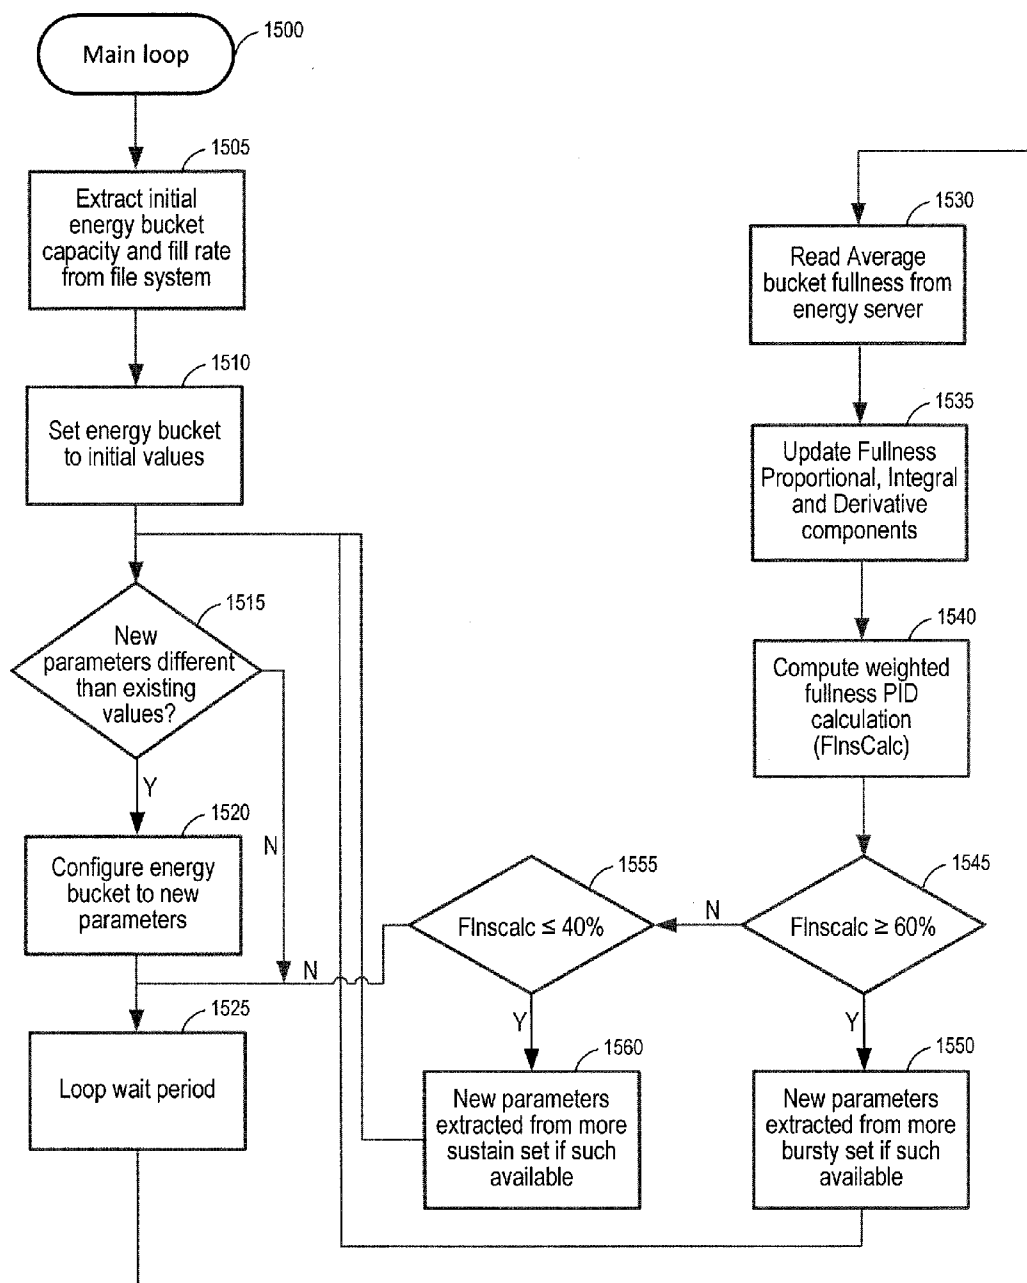 Main loop
1500
1505
Extract initial
energy bucket
capacity and fill rate
from file system
1510
Set energy bucket
to initial values
1515
New
parameters different
than existing
values?
Y
N
1520
Configure energy
bucket to new
parameters
N
1525
Loop wait period
1530
Read Average
bucket fullness from
energy server
1535
Update Fullness
Proportional, Integral
and Derivative
components
1540
Compute weighted
fullness PID
calculation
(FlnsCalc)
1545
Flnscalc ≥ 60%
N
Y
1555
Flnscalc ≤ 40%
Y
1560
New parameters
extracted from more
sustain set if such
available
1550
New parameters
extracted from more
bursty set if such
available